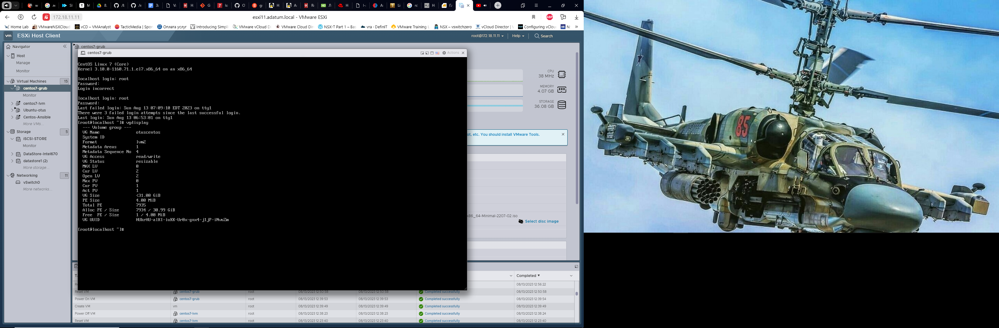 172.18.11.11
esxi11.adatum.local - VMware ESXi
ABP
Home Lab
VMwareNSXCloud
vCD – VMAnalyst
TacticMedia | Spon
Оплата услуг
Introducing Simpli
VMware vCloud Di
VMware Cloud Dire
NSX-T Part 1 – Bas
vra · DefinIT
VMware Training L
NSX – vswitchzero
vCloud Director | V
Configuring vClou
vm ESXi Host Client
root@172.18.11.11
Help
Search
Navigator
Host
Manage
Monitor
Virtual Machines 15
centos7-grub
Monitor
centos7-lvm
Ubuntu-otus
Centos-Ansible
More VMs...
Storage 5
iSCSI-STORE
Monitor
DataStore-Intel670
datastore1 (2)
More storage...
Networking 11
vSwitch0
More networks...
centos7-grub
centos7-grub
Actions
CentOS Linux 7 (Core)
Kernel 3.10.0-1160.71.1.el7.x86_64 on an x86_64
localhost login: root
Password:
Login incorrect
localhost login: root
Password:
Last failed login: Sun Aug 13 07:09:10 EDT 2023 on tty1
There were 3 failed login attempts since the last successful login.
Last login: Sun Aug 13 06:53:01 on tty1
[root@localhost ~]# vgdisplay
--- Volume group ---
VG Name otuscentos
System ID
Format lvm2
Metadata Areas 1
Metadata Sequence No 4
VG Access read/write
VG Status resizable
MAX LV 0
Cur LV 2
Open LV 2
Max PV 0
Cur PV 1
Act PV 1
VG Size <31.00 GiB
PE Size 4.00 MiB
Total PE 7935
Alloc PE / Size 7934 / 30.99 GiB
Free PE / Size 1 / 4.00 MiB
VG UUID HUkrHU-alKI-iuKK-Ur0x-gnx4-j1jP-iNvuZm
[root@localhost ~]#
CPU
38 MHz
MEMORY
4.07 GB
STORAGE
36.08 GB
ot, etc. You should install VMware Tools.
x86_64-Minimal-2207-02.iso
Select disc image
Completed
08/13/2023 12:56:22
Reset VM centos7-grub root 08/13/2023 12:50:58 08/13/2023 12:50:58 Completed successfully 08/13/2023 12:50:58
Power On VM centos7-grub root 08/13/2023 12:39:53 08/13/2023 12:39:53 Completed successfully 08/13/2023 12:39:54
Create VM vm root 08/13/2023 12:39:49 08/13/2023 12:39:49 Completed successfully 08/13/2023 12:39:49
Power Off VM centos7-lvm root 08/13/2023 12:38:23 08/13/2023 12:38:23 Completed successfully 08/13/2023 12:38:24
Reset VM centos7-lvm root 08/13/2023 12:23:40 08/13/2023 12:23:40 Completed successfully 08/13/2023 12:23:40
85